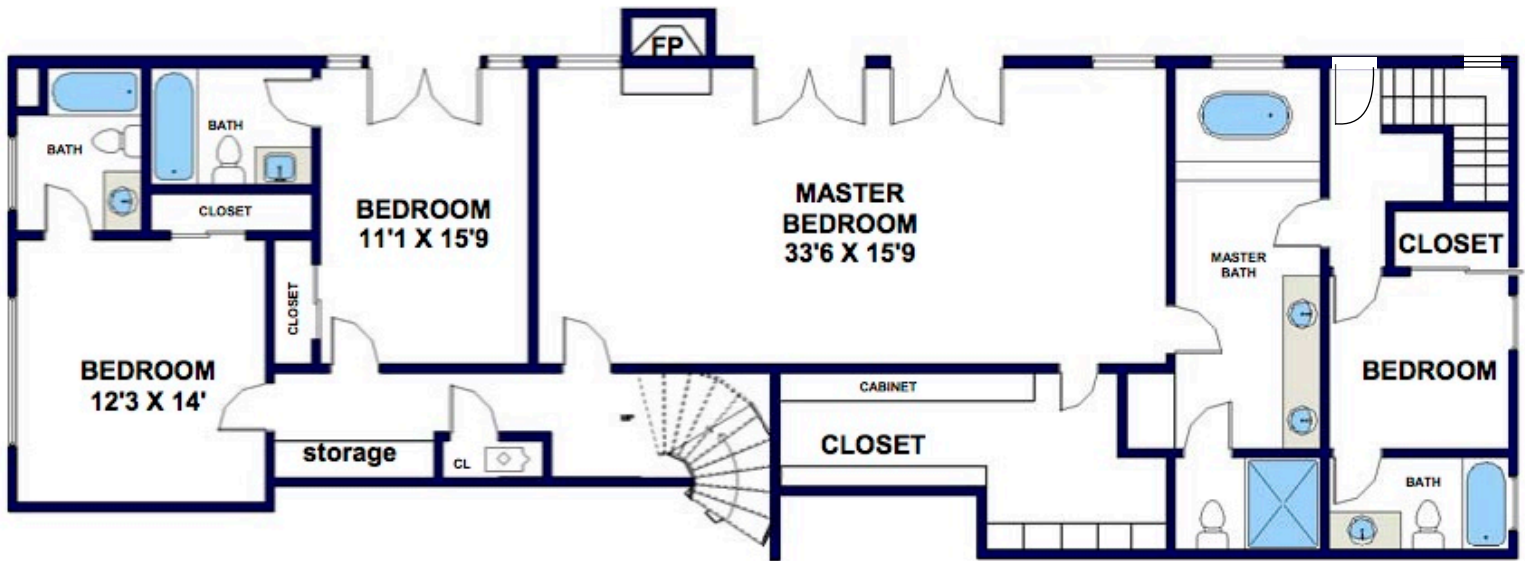 FP
BATH
BATH
CLOSET
BEDROOM
11'1 X 15'9
MASTER
BEDROOM
33'6 X 15'9
MASTER
BATH
CLOSET
CLOSET
BEDROOM
12'3 X 14'
BEDROOM
CABINET
CLOSET
storage
CL
BATH